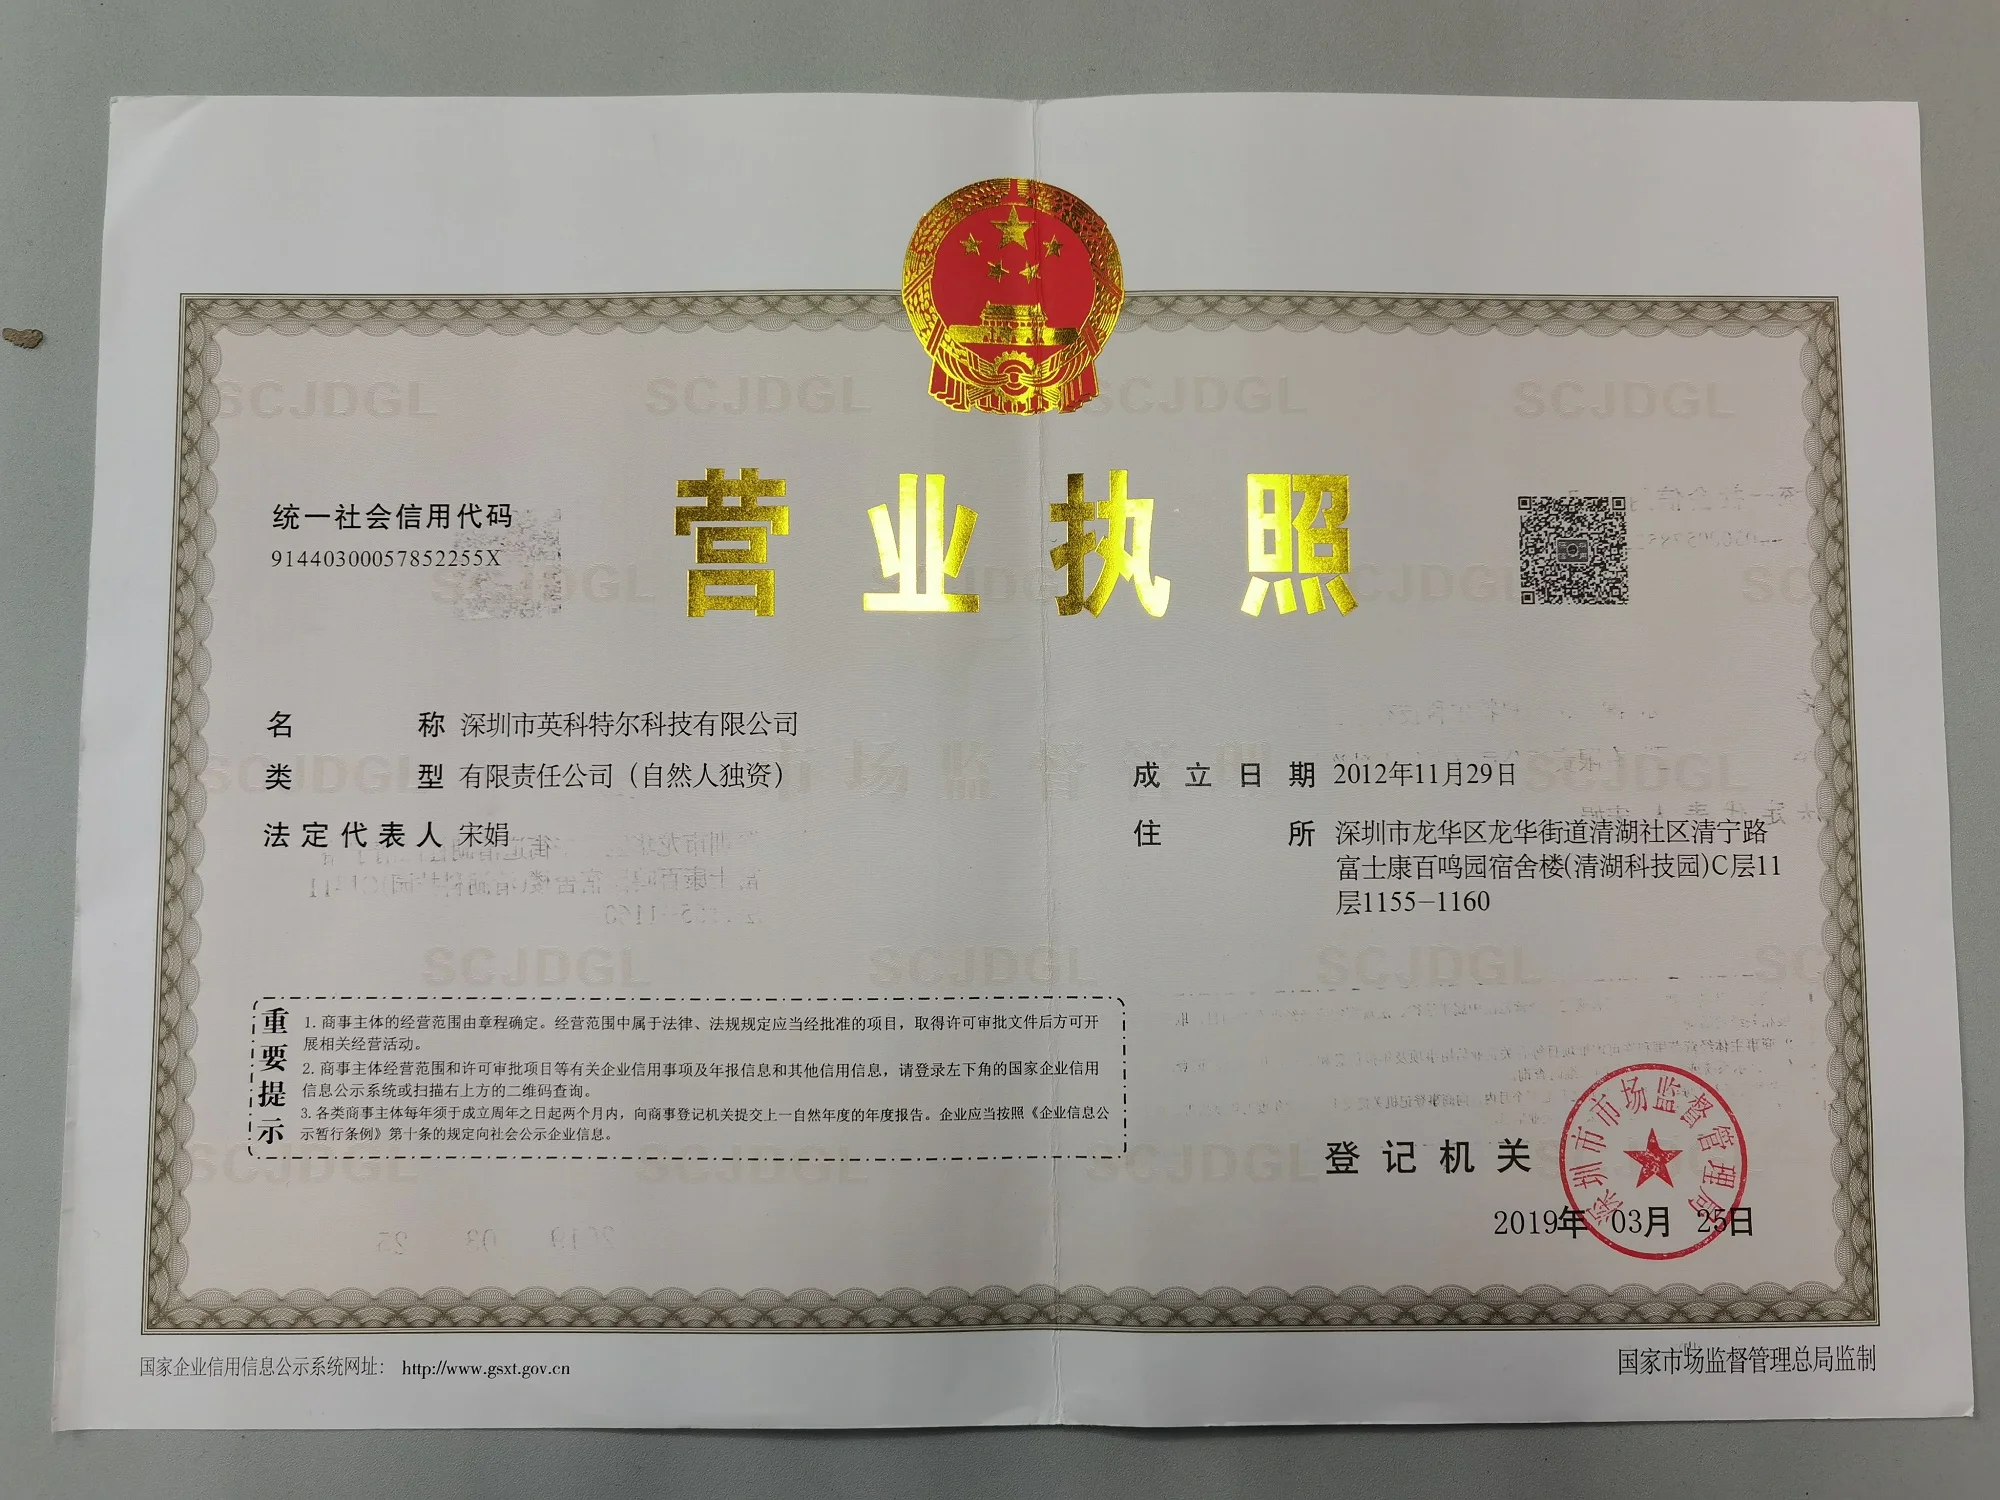 营业执照
统一社会信用代码
91440300057852255X
名称 深圳市英科特尔科技有限公司
类型 有限责任公司（自然人独资）
法定代表人 宋娟
成立日期 2012年11月29日
住所 深圳市龙华区龙华街道清湖社区清宁路
富士康百鸣园宿舍楼(清湖科技园)C层11
层1155-1160
重要提示
1. 商事主体的经营范围由章程确定。经营范围中属于法律、法规规定应当经批准的项目，取得许可审批文件后方可开
展相关经营活动。
2. 商事主体经营范围和许可审批项目等有关企业信用事项及年报信息和其他信用信息，请登录左下角的国家企业信用
信息公示系统或扫描右上方的二维码查询。
3. 各类商事主体每年须于成立周年之日起两个月内，向商事登记机关提交上一自然年度的年度报告。企业应当按照《企业信息公
示暂行条例》第十条的规定向社会公示企业信息。
登记机关
深圳市市场监督管理局
2019年 03月 25日
国家企业信用信息公示系统网址： http://www.gsxt.gov.cn
国家市场监督管理总局监制
SCJDGL